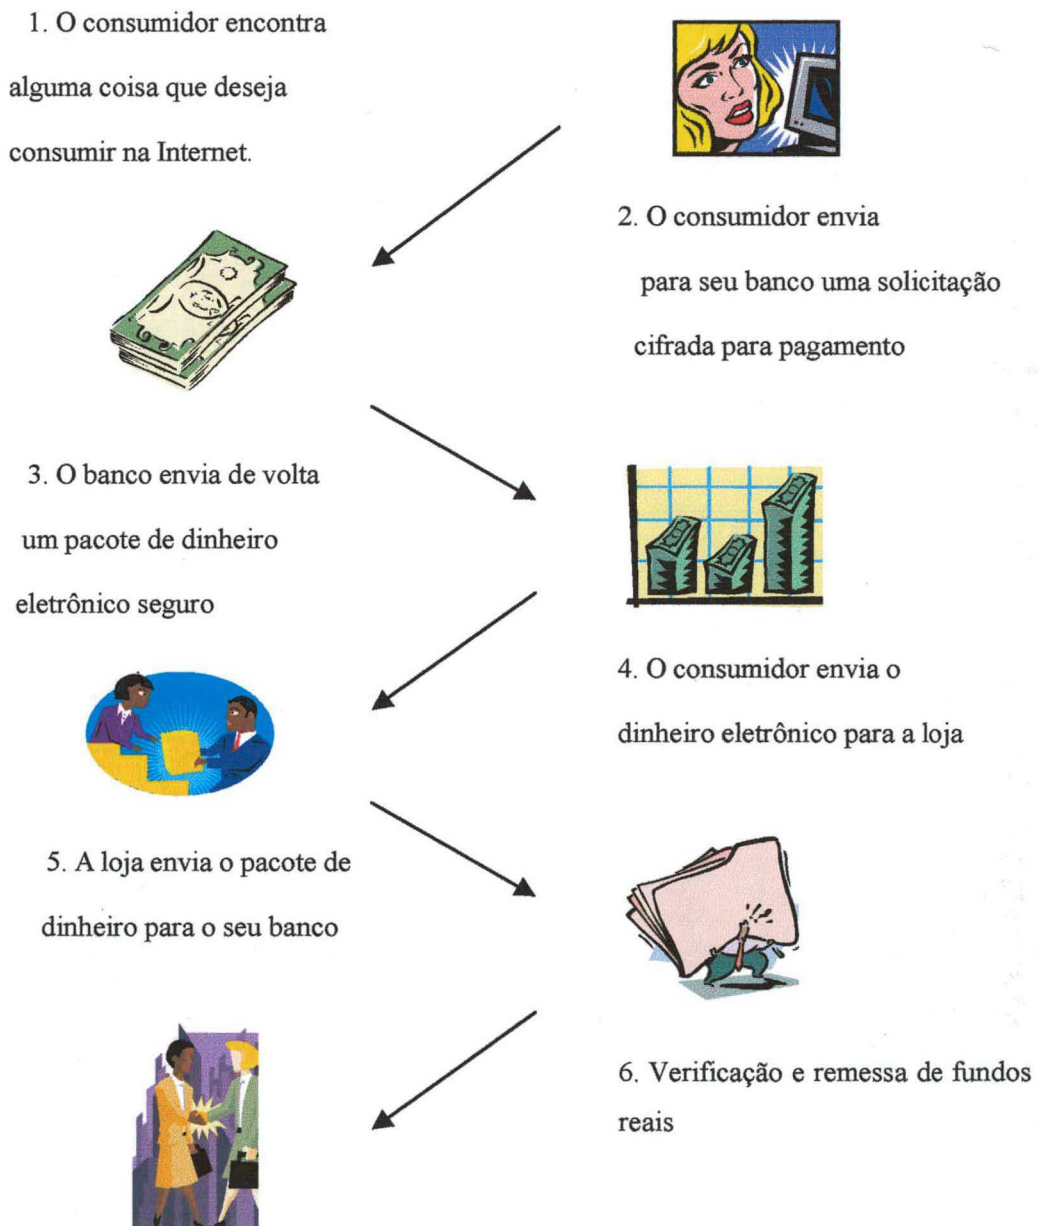 1. O consumidor encontra
alguma coisa que deseja
consumir na Internet.
2. O consumidor envia
para seu banco uma solicitação
cifrada para pagamento
3. O banco envia de volta
um pacote de dinheiro
eletrônico seguro
4. O consumidor envia o
dinheiro eletrônico para a loja
5. A loja envia o pacote de
dinheiro para o seu banco
6. Verificação e remessa de fundos
reais